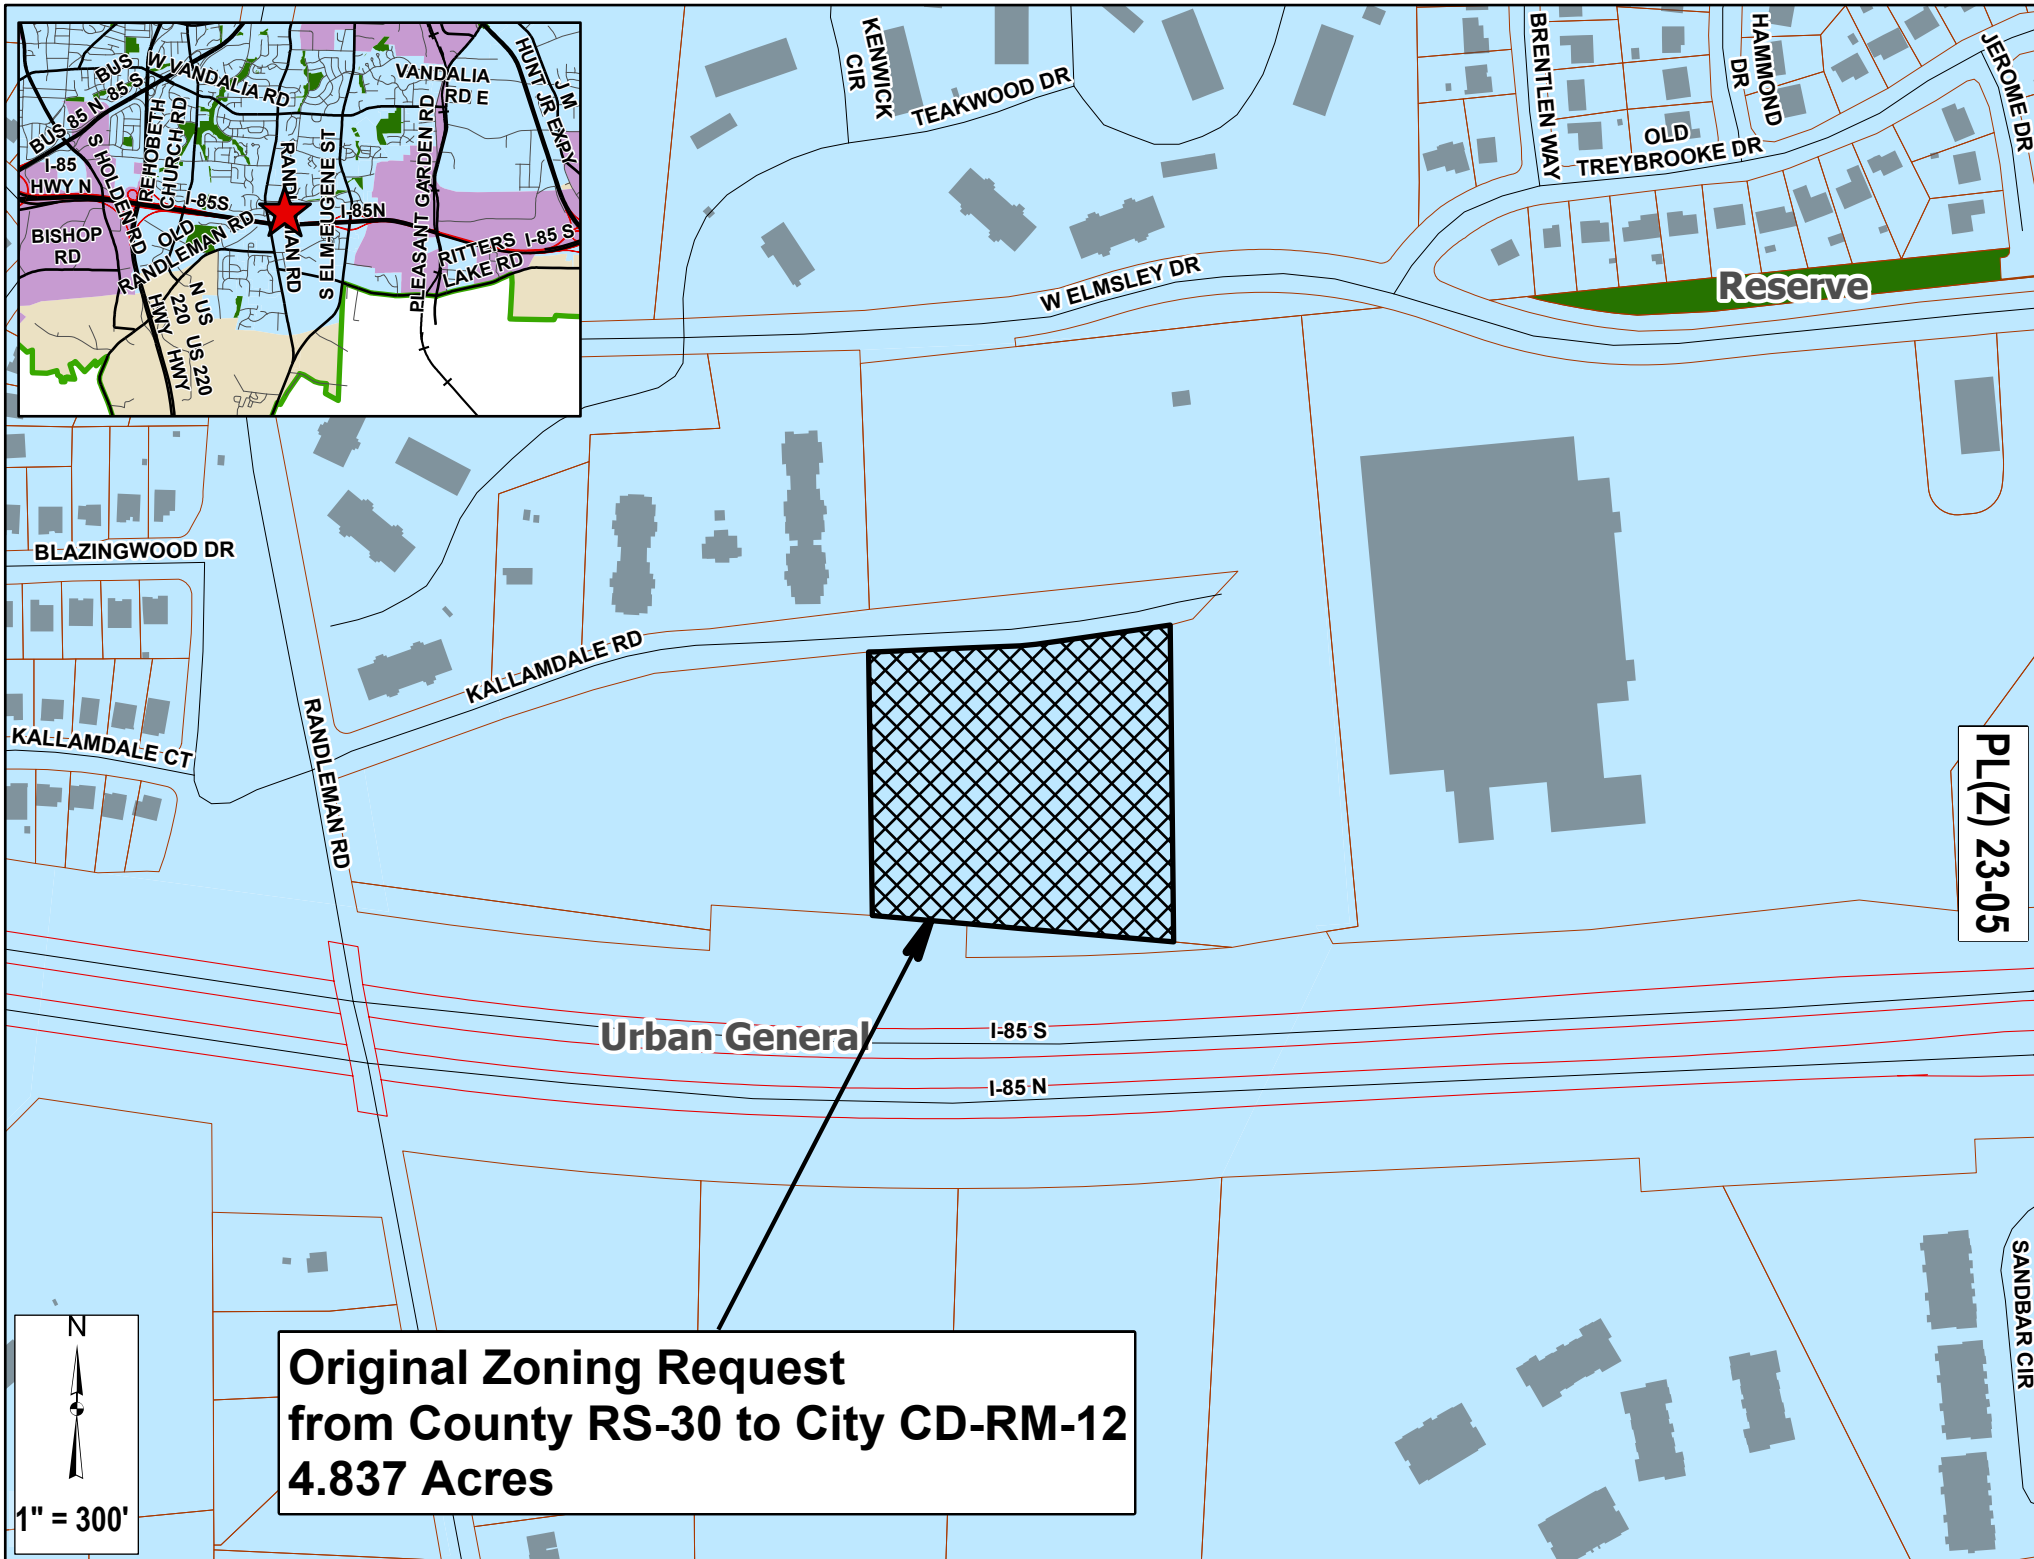 BUS
W VANDALIA RD
VANDALIA
RD E
HUNT JR EXPY
J M
BUS 85 N
85 S
REHOBETH
CHURCH RD
S HOLDEN RD
I-85
HWY N
I-85S
RANDL
MAN RD
S ELM-EUGENE ST
PLEASANT GARDEN RD
I-85N
BISHOP
RD
OLD
RANDLEMAN RD
RITTERS
LAKE RD
I-85 S
N US
220
HWY
US 220
HWY
KENWICK
CIR
TEAKWOOD DR
BRENTLEN WAY
HAMMOND
DR
JEROME DR
OLD
TREYBROOKE DR
W ELMSLEY DR
Reserve
BLAZINGWOOD DR
KALLAMDALE RD
KALLAMDALE CT
RANDLEMAN RD
PL(Z) 23-05
Urban General
I-85 S
I-85 N
SANDBAR CIR
N
1" = 300'
Original Zoning Request
from County RS-30 to City CD-RM-12
4.837 Acres